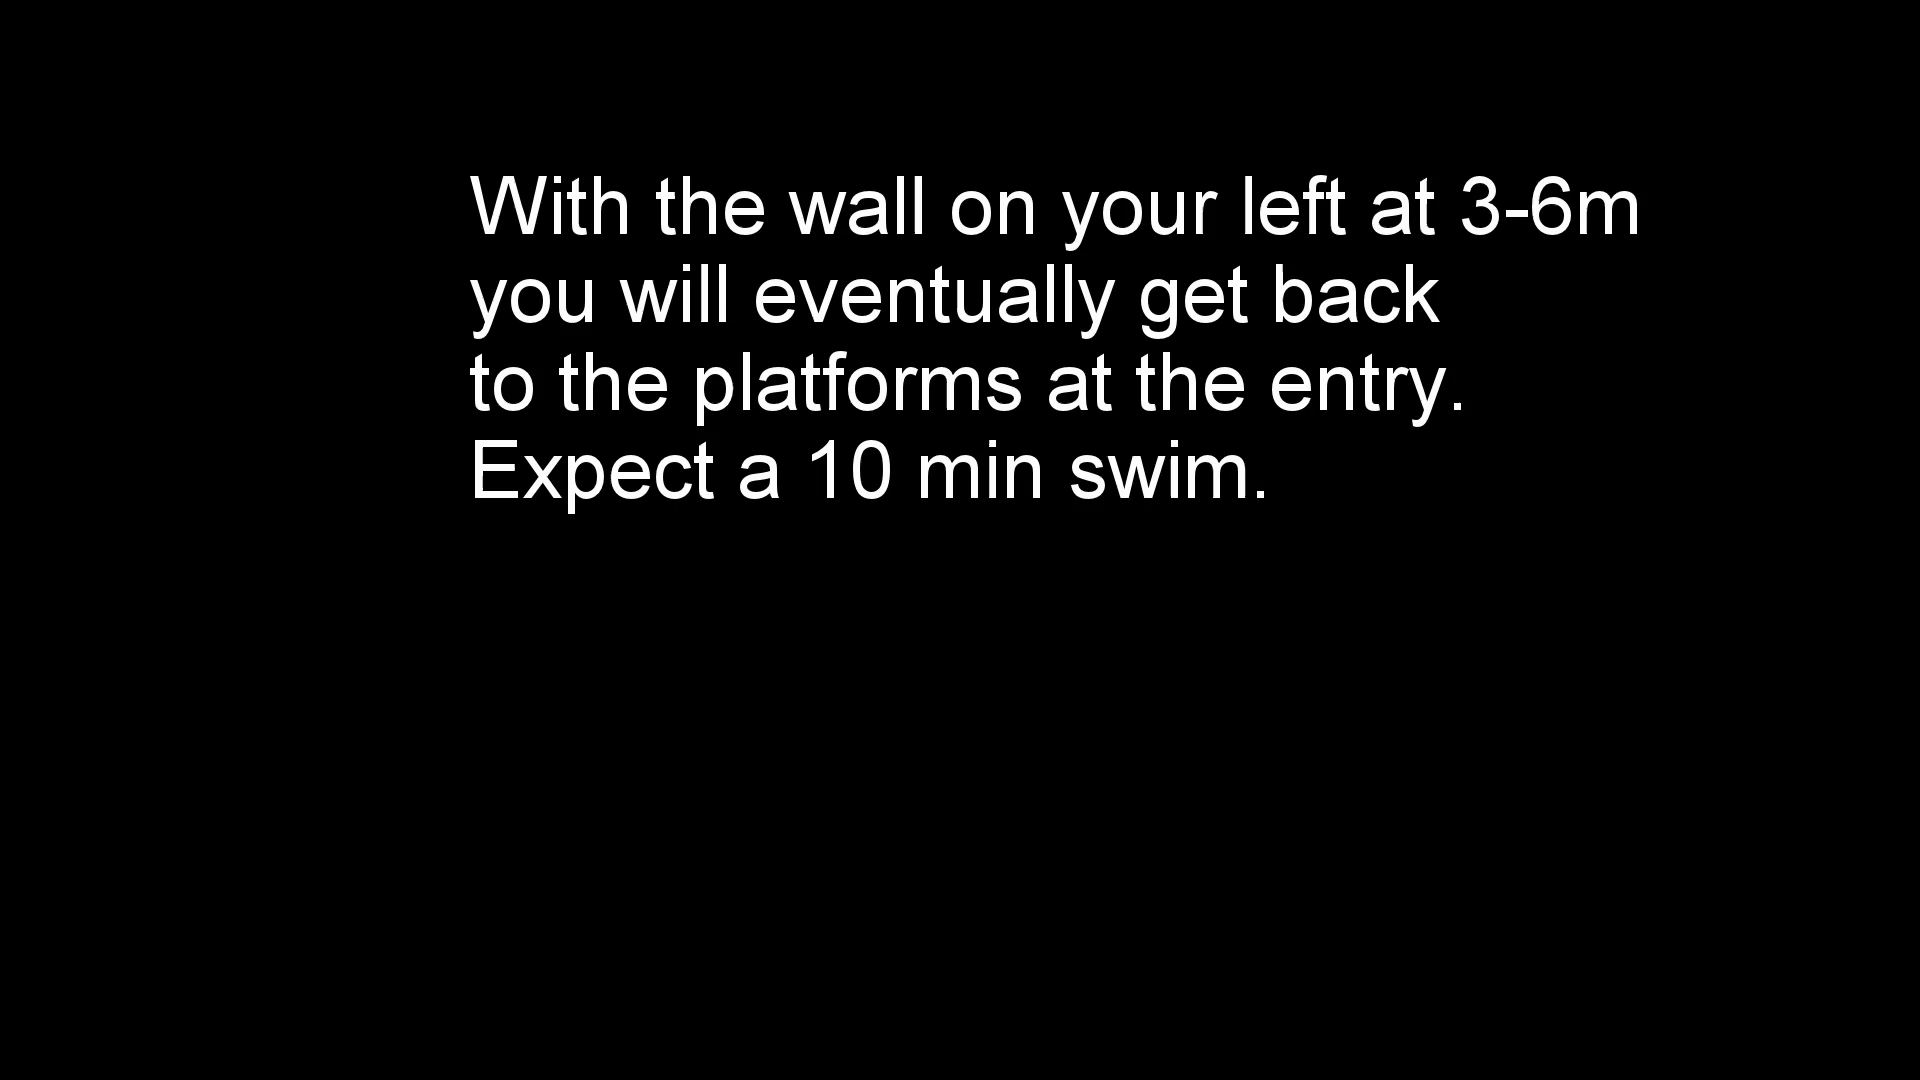 With the wall on your left at 3-6m
you will eventually get back
to the platforms at the entry.
Expect a 10 min swim.